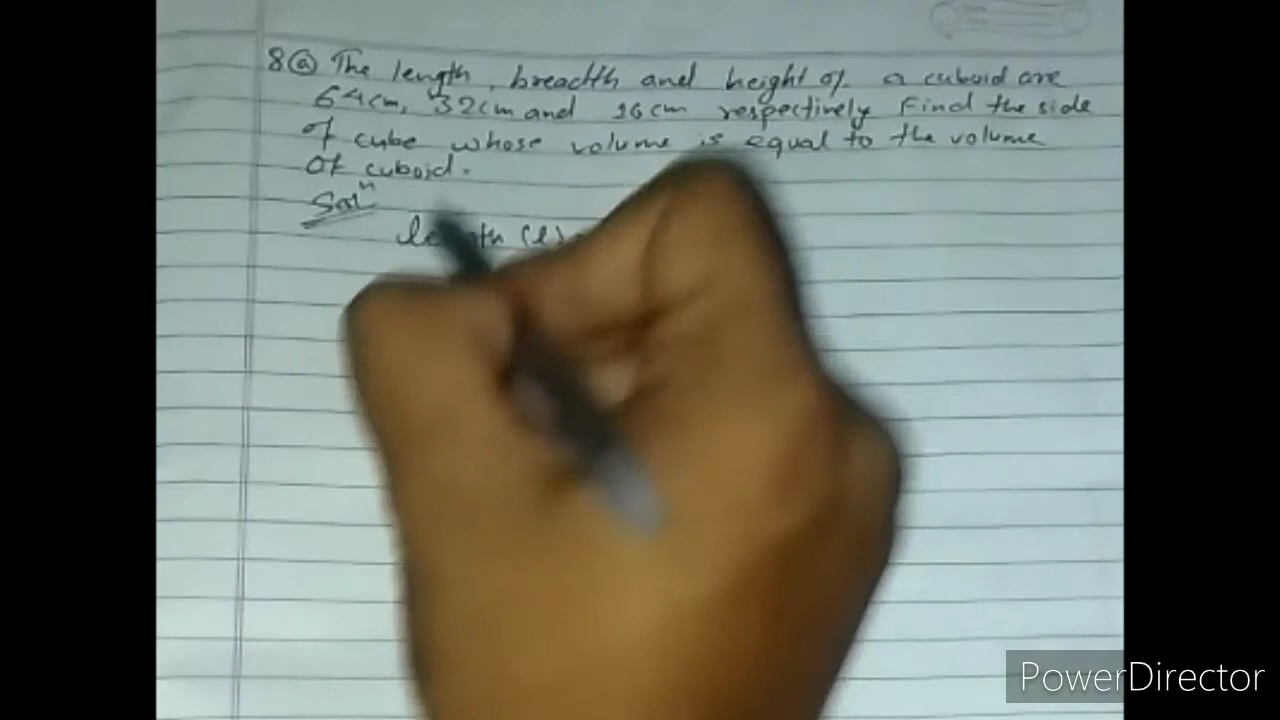 8(a) The length, breadth and height of a cuboid are
64cm, 32cm and 16cm respectively Find the side
of cube whose volume is equal to the volume
of cuboid.
Solⁿ
length (l)
PowerDirector